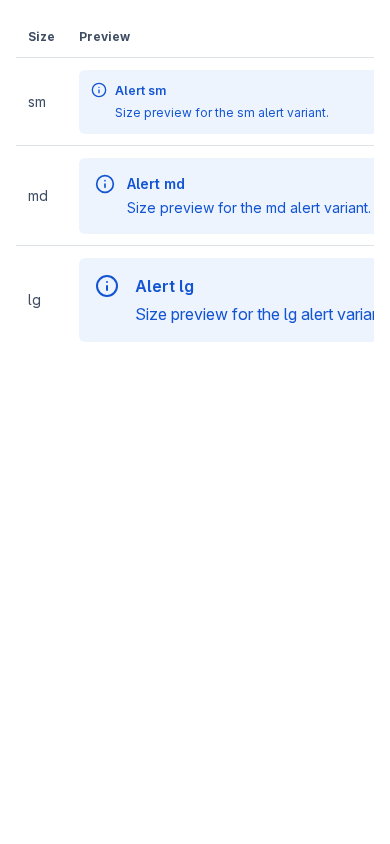 Size Preview
sm
Alert sm
Size preview for the sm alert variant.
md
Alert md
Size preview for the md alert variant.
lg
Alert lg
Size preview for the lg alert